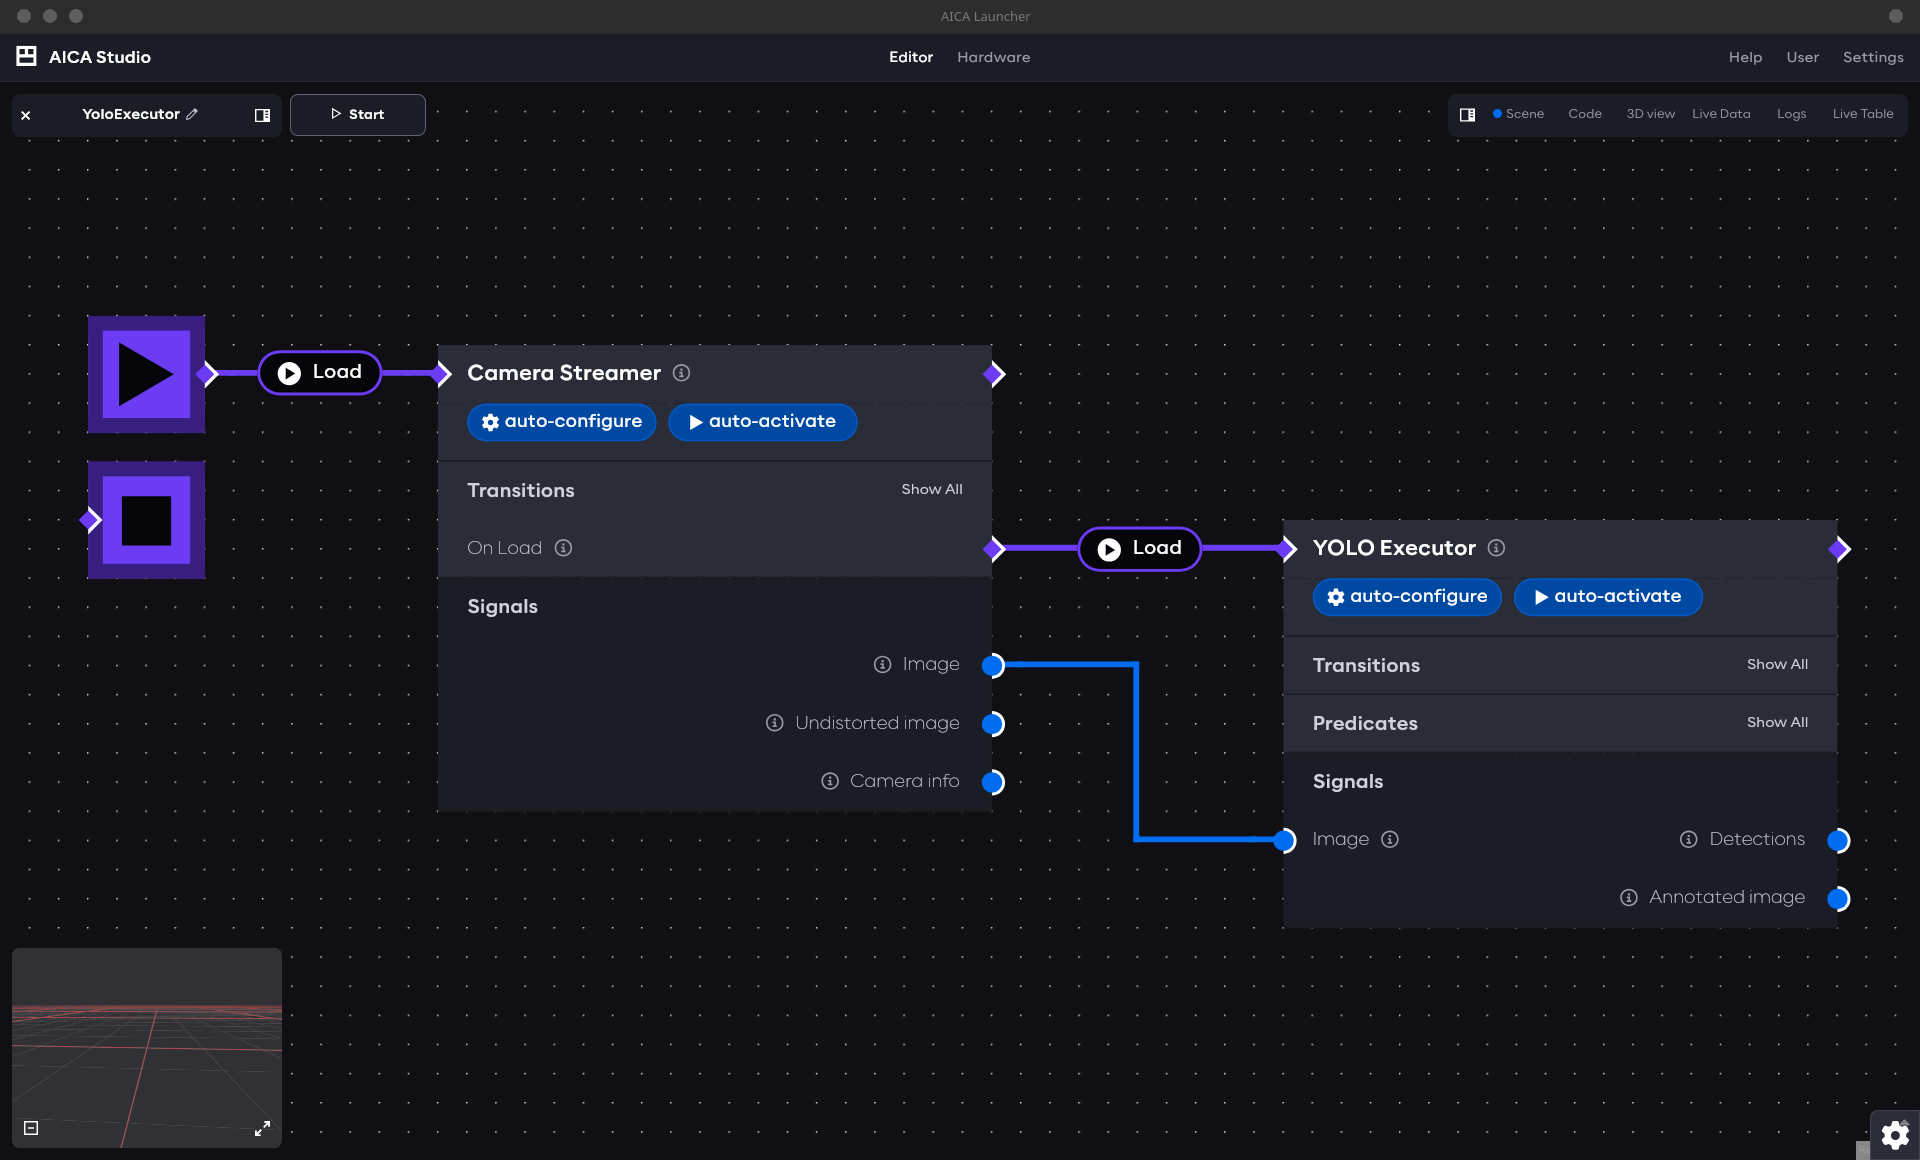 AICA Launcher
AICA Studio
Editor Hardware
Help User Settings
YoloExecutor
Start
Scene Code 3D view Live Data Logs Live Table
Load
Camera Streamer
auto-configure auto-activate
Transitions Show All
On Load
Load
Signals
Image
Undistorted image
Camera info
YOLO Executor
auto-configure auto-activate
Transitions Show All
Predicates Show All
Signals
Image Detections
Annotated image